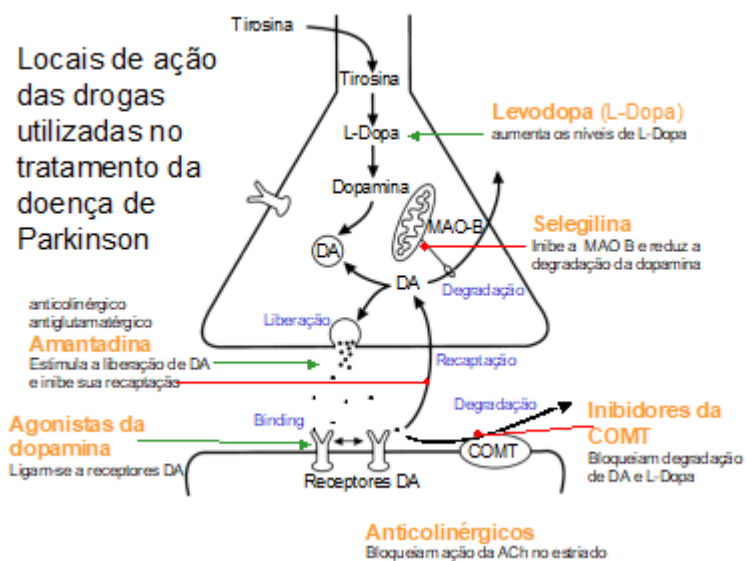 Tirosina
Locais de ação
das drogas
utilizadas no
tratamento da
doença de
Parkinson
Tirosina
L-Dopa
Levodopa (L-Dopa)
aumenta os níveis de L-Dopa
Dopamina
MAO-B
Selegilina
Inibe a MAO B e reduz a
degradação da dopamina
DA
DA
Degradação
anticolinérgico
antiglutamatérgico
Amantadina
Estimula a liberação de DA
e inibe sua recaptação
Liberação
Recaptação
Degradação
Agonistas da
dopamina
Ligam-se a receptores DA
Binding
Receptores DA
COMT
Inibidores da
COMT
Bloqueiam degradação
de DA e L-Dopa
Anticolinérgicos
Bloqueiam ação da ACh no estriado